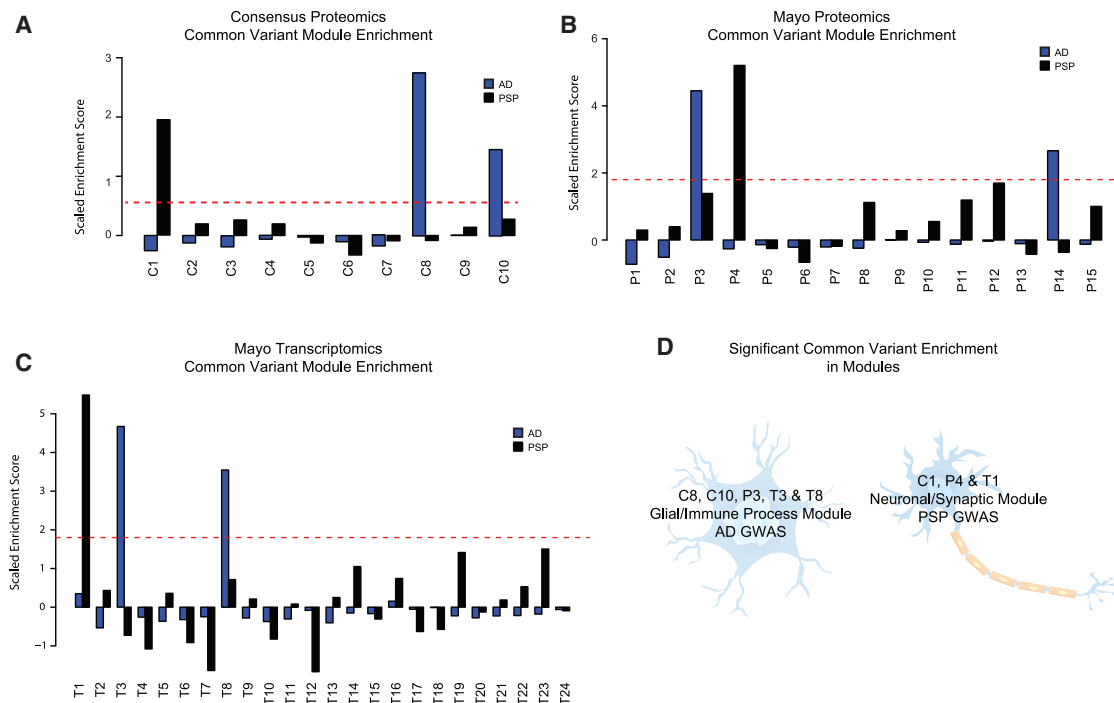 A
Consensus Proteomics
Common Variant Module Enrichment
Scaled Enrichment Score
3
2
1
0
AD
PSP
C1 C2 C3 C4 C5 C6 C7 C8 C9 C10
B
Mayo Proteomics
Common Variant Module Enrichment
Scaled Enrichment Score
6
4
2
0
AD
PSP
P1 P2 P3 P4 P5 P6 P7 P8 P9 P10 P11 P12 P13 P14 P15
C
Mayo Transcriptomics
Common Variant Module Enrichment
Scaled Enrichment Score
5
4
3
2
1
0
−1
AD
PSP
T1 T2 T3 T4 T5 T6 T7 T8 T9 T10 T11 T12 T13 T14 T15 T16 T17 T18 T19 T20 T21 T22 T23 T24
D
Significant Common Variant Enrichment
in Modules
C8, C10, P3, T3 & T8
Glial/Immune Process Module
AD GWAS
C1, P4 & T1
Neuronal/Synaptic Module
PSP GWAS